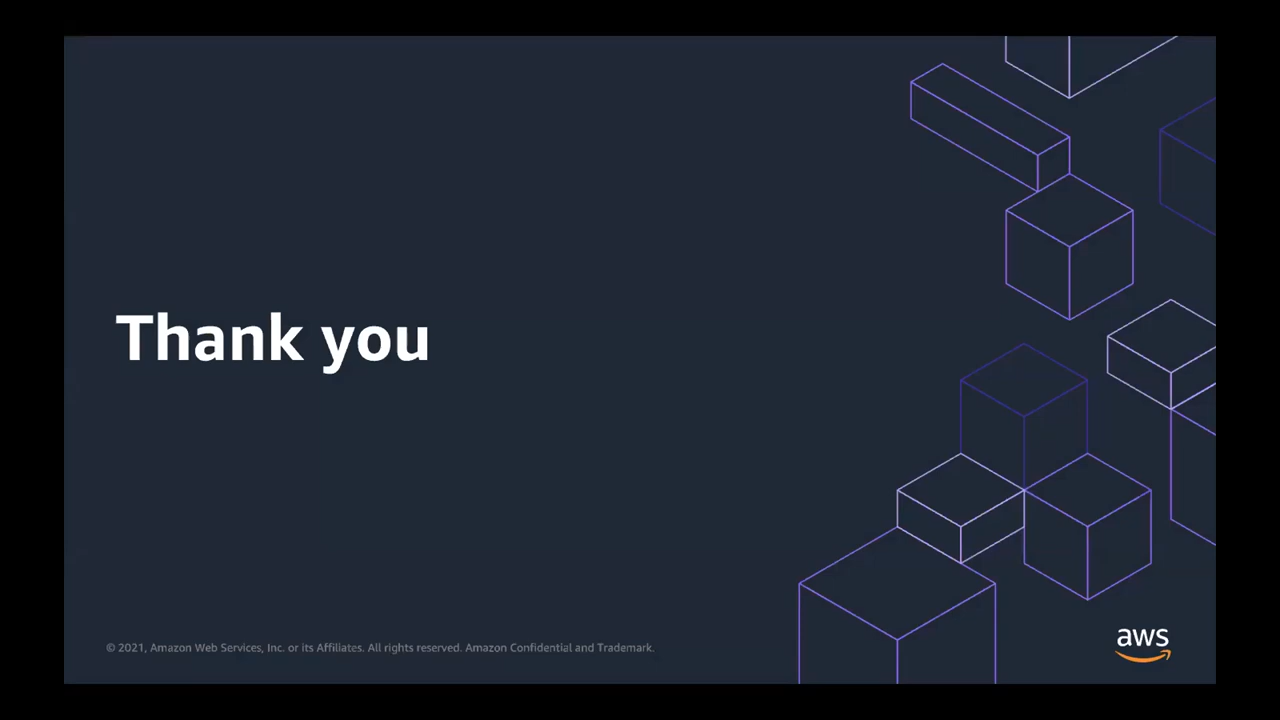 Thank you
© 2021, Amazon Web Services, Inc. or its Affiliates. All rights reserved. Amazon Confidential and Trademark.
aws